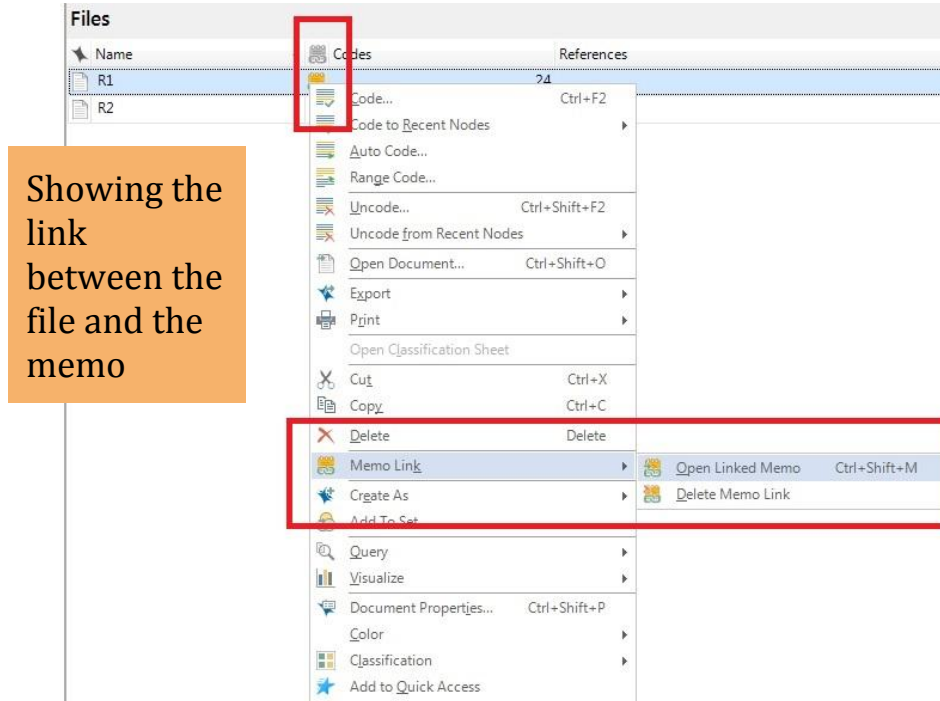 Files
Name Codes References
R1 24
R2
Showing the
link
between the
file and the
memo
Code... Ctrl+F2
Code to Recent Nodes
Auto Code...
Range Code...
Uncode... Ctrl+Shift+F2
Uncode from Recent Nodes
Open Document... Ctrl+Shift+O
Export
Print
Open Classification Sheet
Cut Ctrl+X
Copy Ctrl+C
Delete Delete
Memo Link
Open Linked Memo Ctrl+Shift+M
Delete Memo Link
Create As
Add To Set
Query
Visualize
Document Properties... Ctrl+Shift+P
Color
Classification
Add to Quick Access